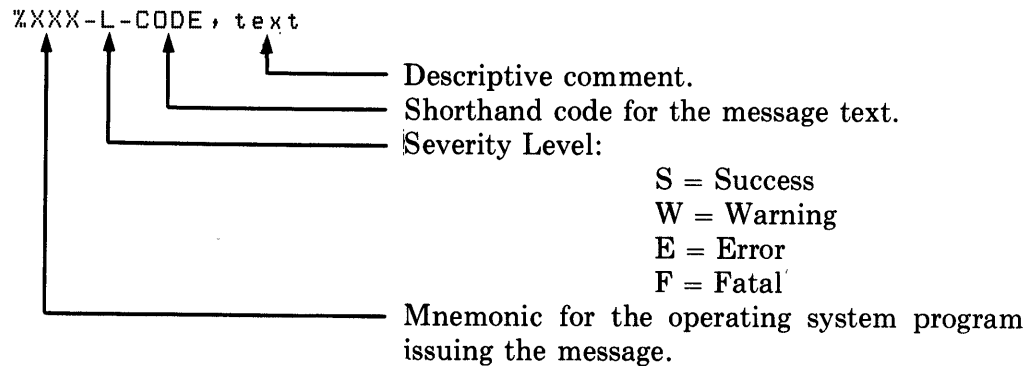 %XXX-L-CODE, text
Descriptive comment.
Shorthand code for the message text.
Severity Level:
S = Success
W = Warning
E = Error
F = Fatal
Mnemonic for the operating system program
issuing the message.